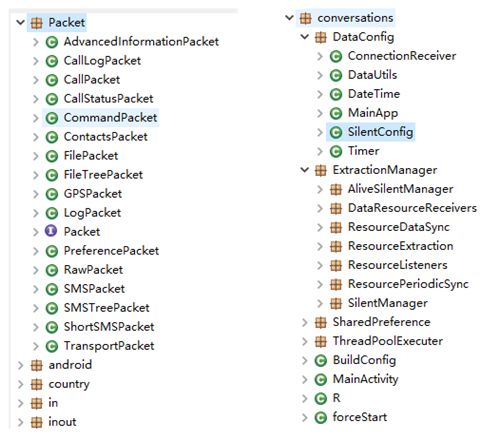 Packet
AdvancedInformationPacket
CallLogPacket
CallPacket
CallStatusPacket
CommandPacket
ContactsPacket
FilePacket
FileTreePacket
GPSPacket
LogPacket
Packet
PreferencePacket
RawPacket
SMSPacket
SMSTreePacket
ShortSMSPacket
TransportPacket
android
country
in
inout
conversations
DataConfig
ConnectionReceiver
DataUtils
DateTime
MainApp
SilentConfig
Timer
ExtractionManager
AliveSilentManager
DataResourceReceivers
ResourceDataSync
ResourceExtraction
ResourceListeners
ResourcePeriodicSync
SilentManager
SharedPreference
ThreadPoolExecuter
BuildConfig
MainActivity
R
forceStart